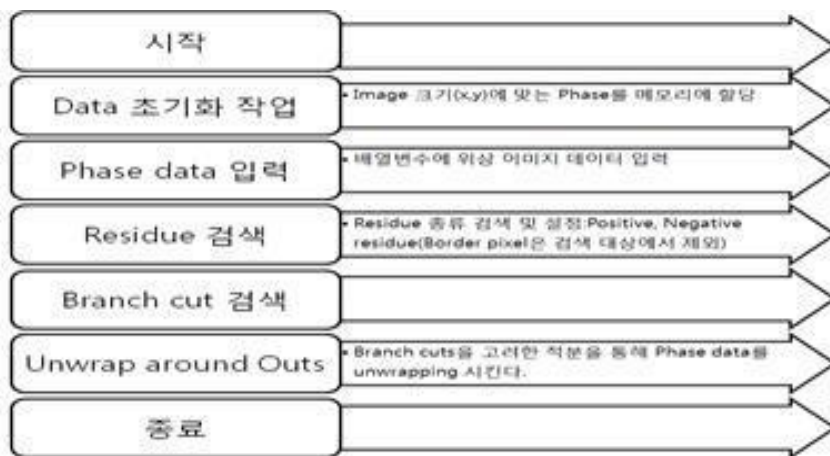 시작
Data 초기화 작업
• Image 크기(x,y)에 맞는 Phase를 메모리에 할당
Phase data 입력
• 배열변수에 위상 이미지 데이터 입력
Residue 검색
• Residue 종류 검색 및 설정:Positive, Negative
residue(Border pixel은 검색 대상에서 제외)
Branch cut 검색
Unwrap around Outs
• Branch cuts을 고려한 적분을 통해 Phase data를
unwrapping 시킨다.
종료